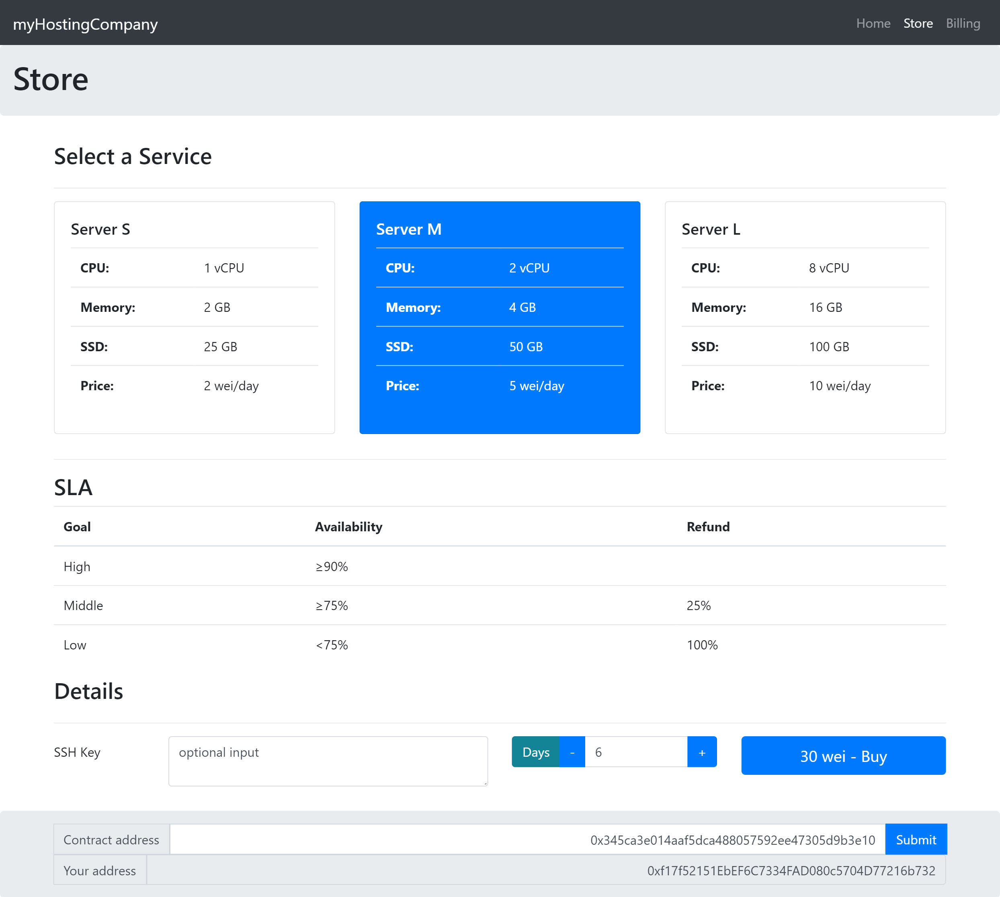 myHostingCompany Home Store Billing
Store
Select a Service
Server S
CPU: 1 vCPU
Memory: 2 GB
SSD: 25 GB
Price: 2 wei/day
Server M
CPU: 2 vCPU
Memory: 4 GB
SSD: 50 GB
Price: 5 wei/day
Server L
CPU: 8 vCPU
Memory: 16 GB
SSD: 100 GB
Price: 10 wei/day
SLA
Goal Availability Refund
High ≥90%
Middle ≥75% 25%
Low <75% 100%
Details
SSH Key optional input Days - 6 + 30 wei - Buy
Contract address 0x345ca3e014aaf5dca488057592ee47305d9b3e10 Submit
Your address 0xf17f52151EbEF6C7334FAD080c5704D77216b732